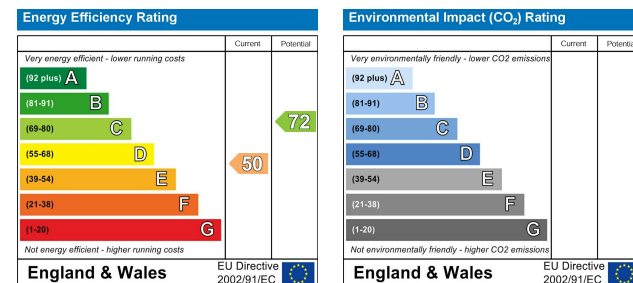 Energy Efficiency Rating
Current Potential
Very energy efficient - lower running costs
(92 plus) A
(81-91) B
(69-80) C
72
(55-68) D
50
(39-54) E
(21-38) F
(1-20) G
Not energy efficient - higher running costs
England & Wales
EU Directive
2002/91/EC
Environmental Impact (CO₂) Rating
Current Potential
Very environmentally friendly - lower CO2 emissions
(92 plus) A
(81-91) B
(69-80) C
(55-68) D
(39-54) E
(21-38) F
(1-20) G
Not environmentally friendly - higher CO2 emissions
England & Wales
EU Directive
2002/91/EC